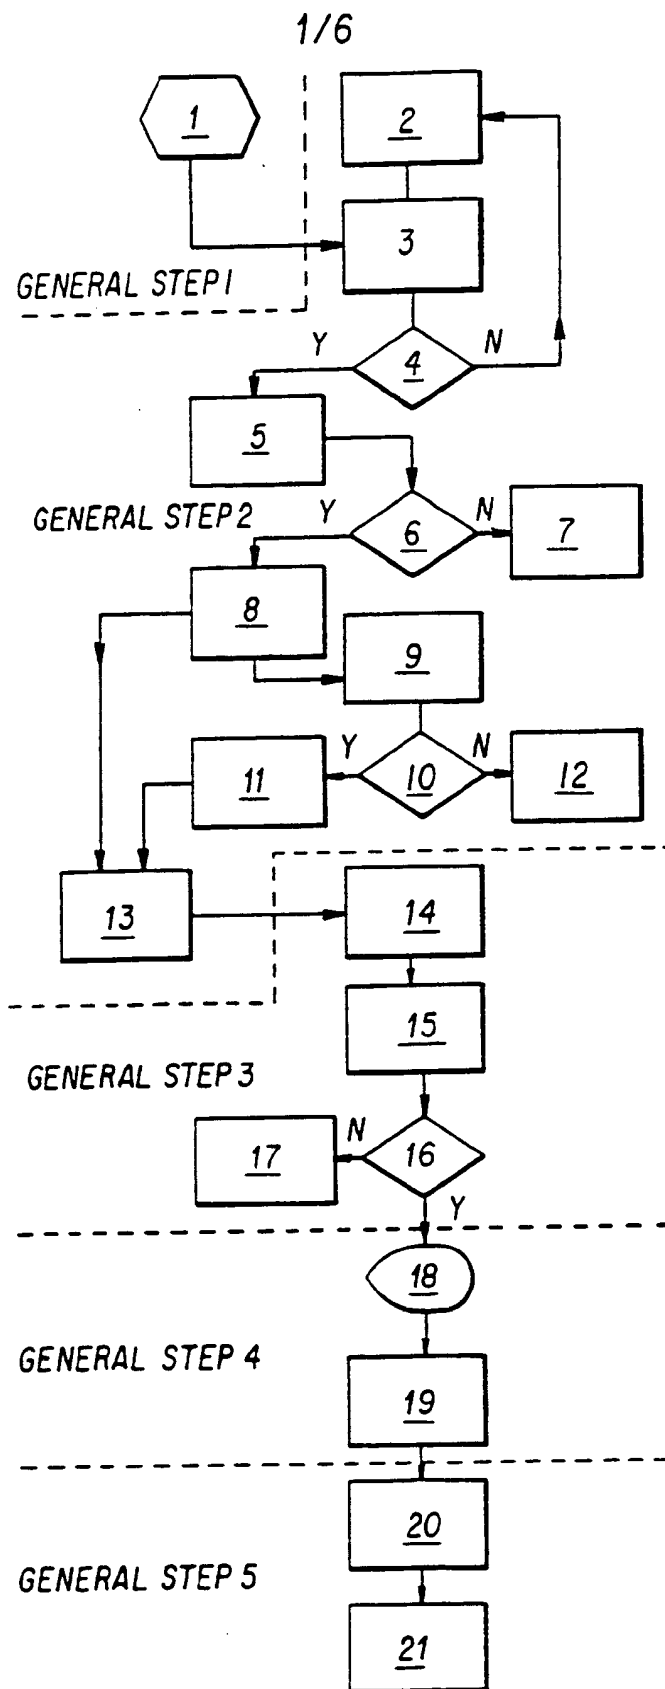 1/6
1
2
3
GENERAL STEP 1
Y
4
N
5
GENERAL STEP 2
Y
6
N
7
8
9
11
Y
10
N
12
13
14
15
GENERAL STEP 3
17
N
16
Y
18
GENERAL STEP 4
19
20
GENERAL STEP 5
21